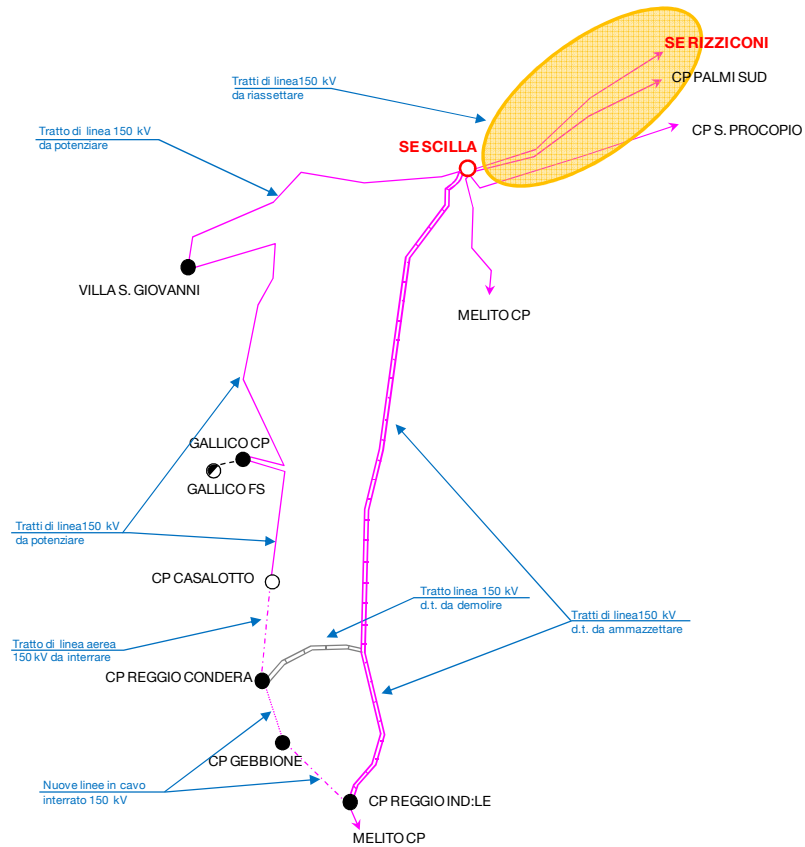 SE RIZZICONI
CP PALMI SUD
Tratti di linea150 kV
da riassettare
CP S. PROCOPIO
Tratto di linea 150 kV
da potenziare
SE SCILLA
VILLA S. GIOVANNI
MELITO CP
GALLICO CP
GALLICO FS
Tratti di linea150 kV
da potenziare
CP CASALOTTO
Tratto linea 150 kV
d.t. da demolire
Tratti di linea150 kV
d.t. da ammazzettare
Tratto di linea aerea
150 kV da interrare
CP REGGIO CONDERA
CP GEBBIONE
Nuove linee in cavo
interrato 150 kV
CP REGGIO IND:LE
MELITO CP